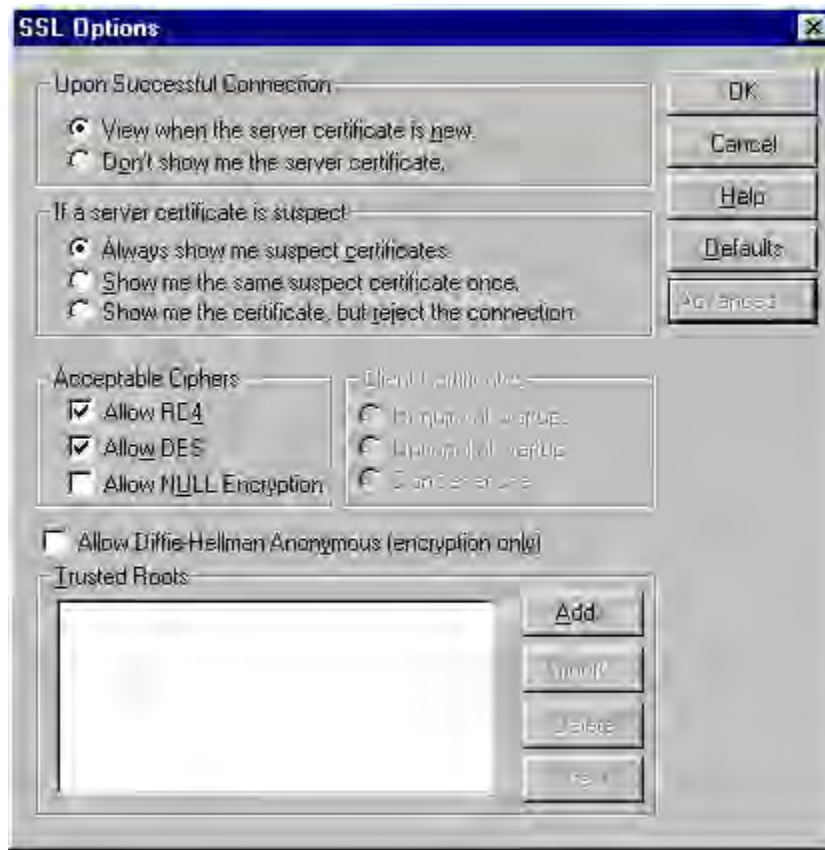 SSL Options
Upon Successful Connection
View when the server certificate is new.
Don't show me the server certificate.
If a server certificate is suspect
Always show me suspect certificates
Show me the same suspect certificate once.
Show me the certificate, but reject the connection
OK
Cancel
Help
Defaults
Advanced
Acceptable Ciphers
Allow RC4
Allow DES
Allow NULL Encryption
Client Certificates
Allow Diffie-Hellman Anonymous (encryption only)
Trusted Roots
Add
Delete